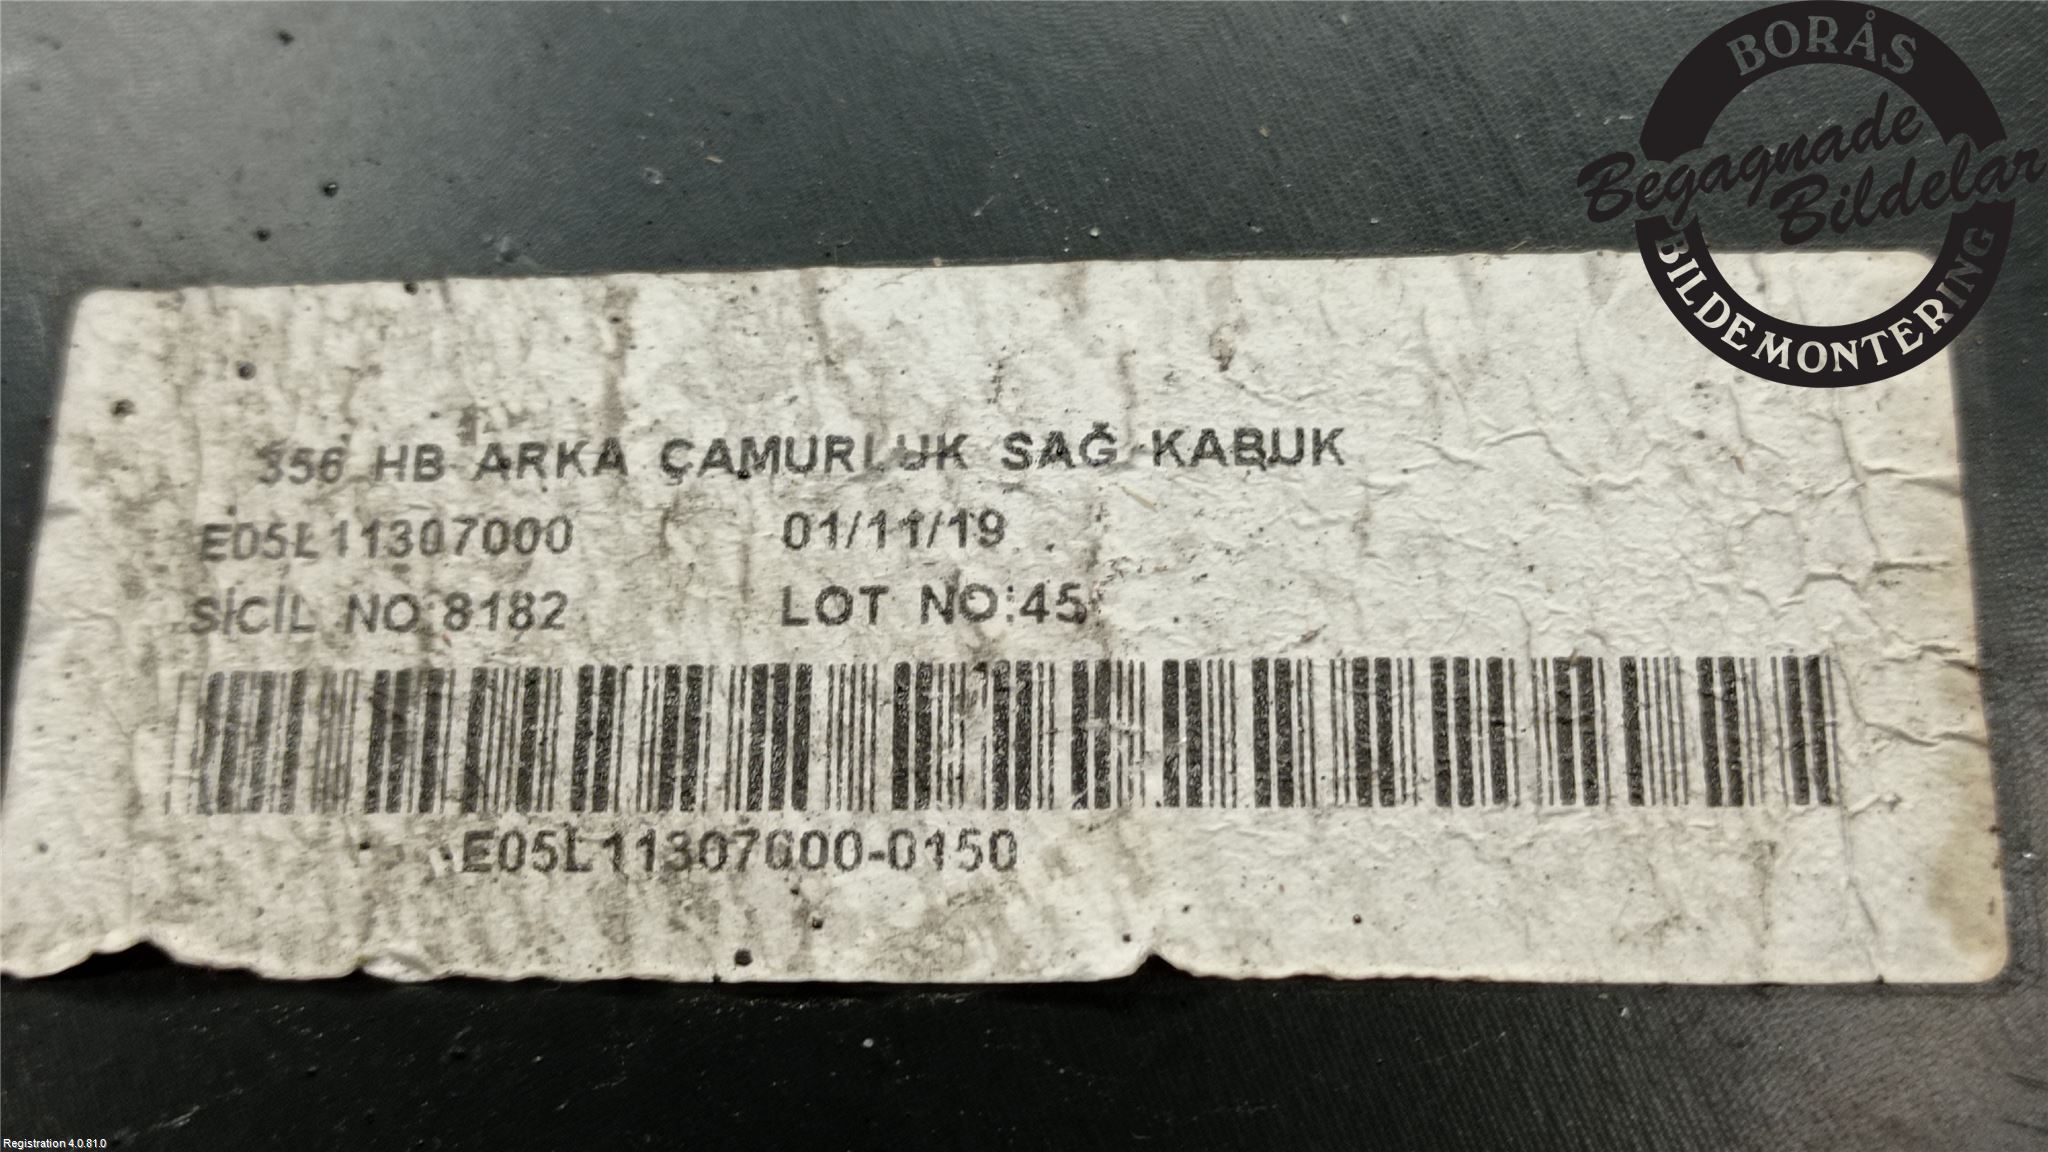 BORÅS
Begagnade
Bildelar
BILDEMONTERING
356 HB ARKA ÇAMURLUK SAĞ KABUK
E05L11307000 01/11/19
SİCİL NO:8182 LOT NO:45
E05L11307000-0150
Registration 4.0.81.0